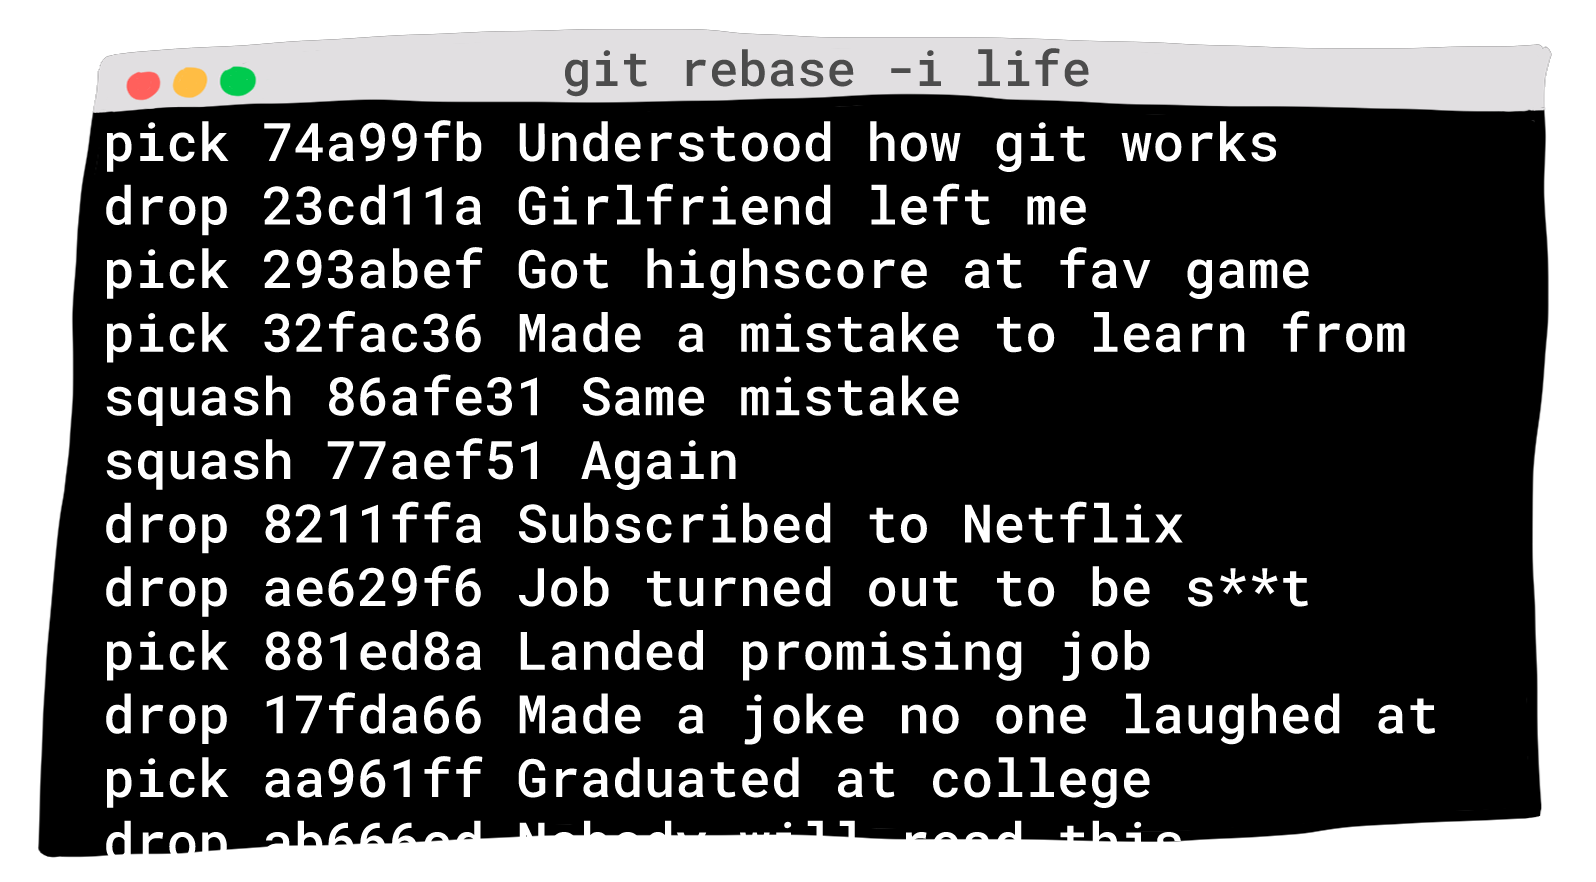 git rebase -i life
pick 74a99fb Understood how git works
drop 23cd11a Girlfriend left me
pick 293abef Got highscore at fav game
pick 32fac36 Made a mistake to learn from
squash 86afe31 Same mistake
squash 77aef51 Again
drop 8211ffa Subscribed to Netflix
drop ae629f6 Job turned out to be s**t
pick 881ed8a Landed promising job
drop 17fda66 Made a joke no one laughed at
pick aa961ff Graduated at college
drop ab666ed Nobody will read this